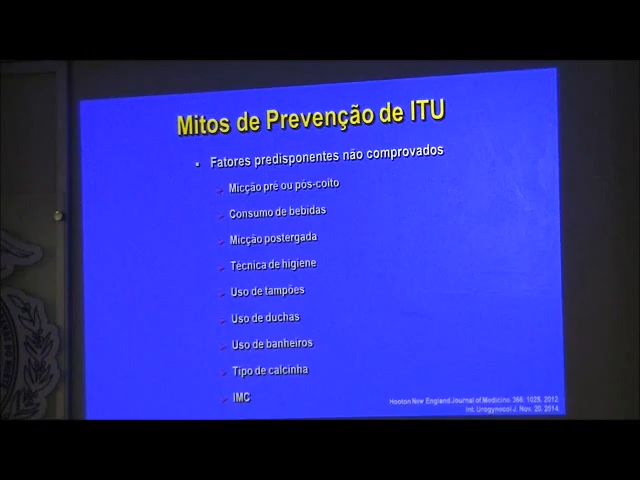 Mitos de Prevenção de ITU
Fatores predisponentes não comprovados
Micção pré ou pós-coito
Consumo de bebidas
Micção postergada
Técnica de higiene
Uso de tampões
Uso de duchas
Uso de banheiros
Tipo de calcinha
IMC
Hooton New England Journal of Medicine. 366, 1028, 2012
Int. Urogynecol J. Nov. 20, 2014